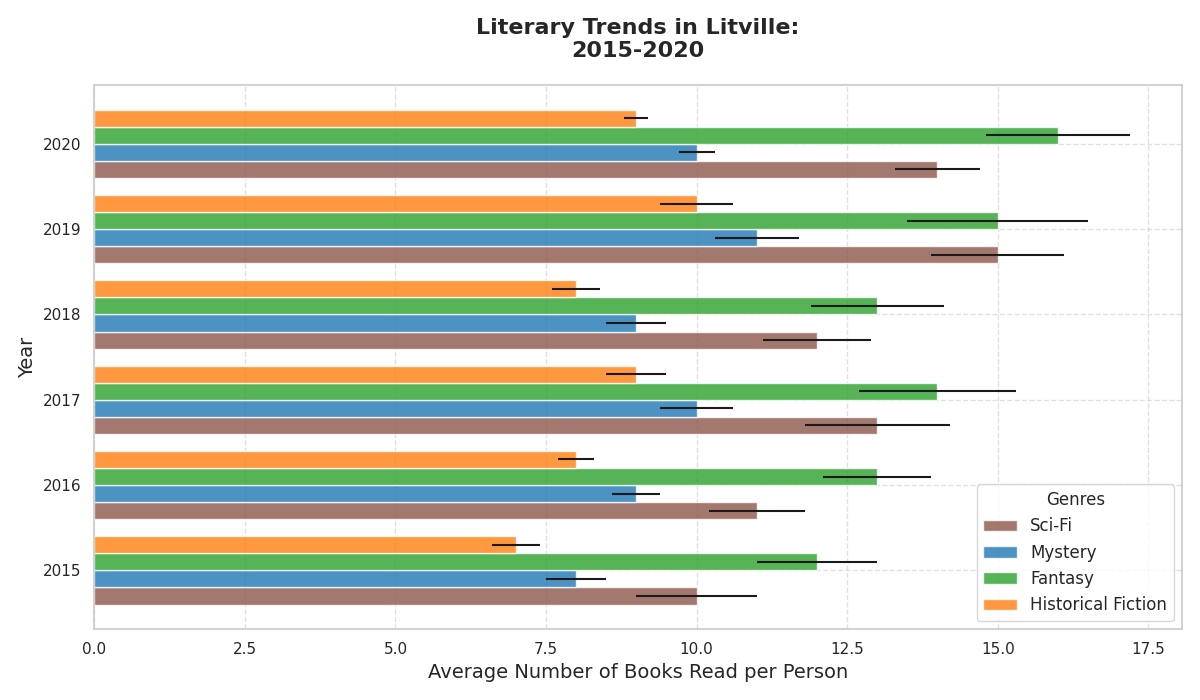 Literary Trends in Litville:
2015-2020
Year
2020
2019
2018
2017
2016
2015
Genres
Sci-Fi
Mystery
Fantasy
Historical Fiction
0.0 2.5 5.0 7.5 10.0 12.5 15.0 17.5
Average Number of Books Read per Person